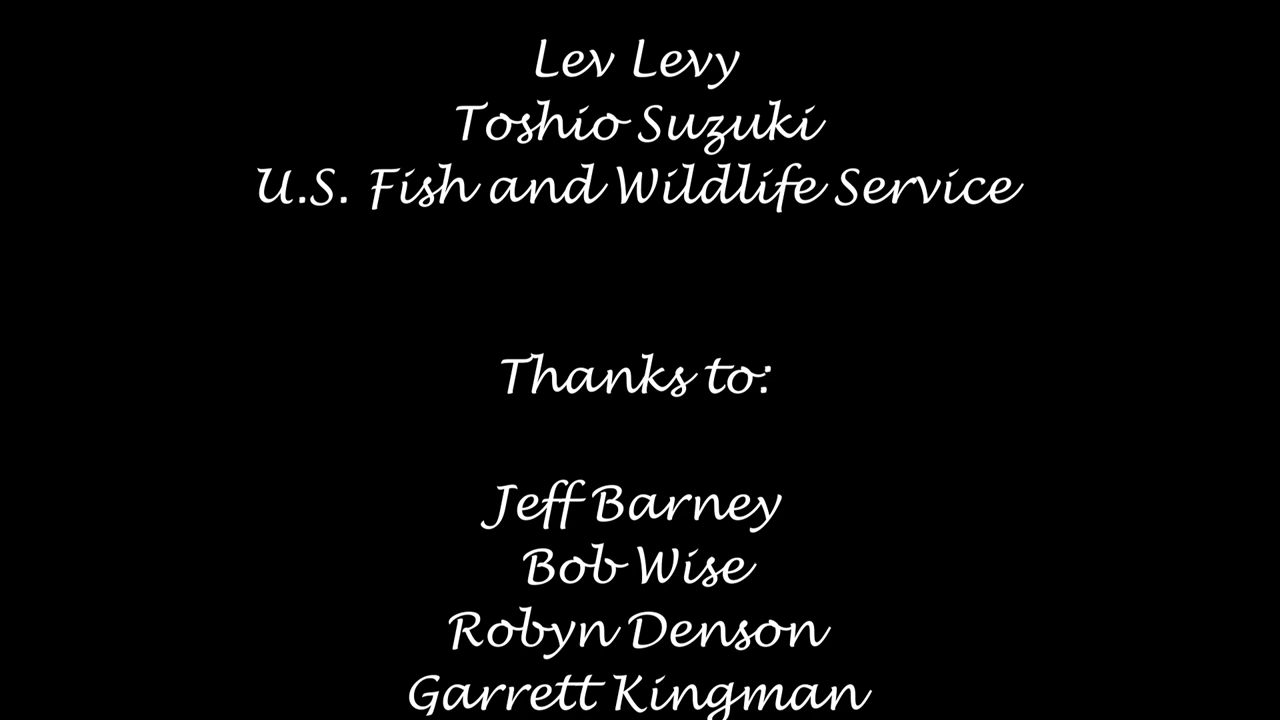 Lev Levy
Toshio Suzuki
U.S. Fish and Wildlife Service
Thanks to:
Jeff Barney
Bob Wise
Robyn Denson
Garrett Kingman